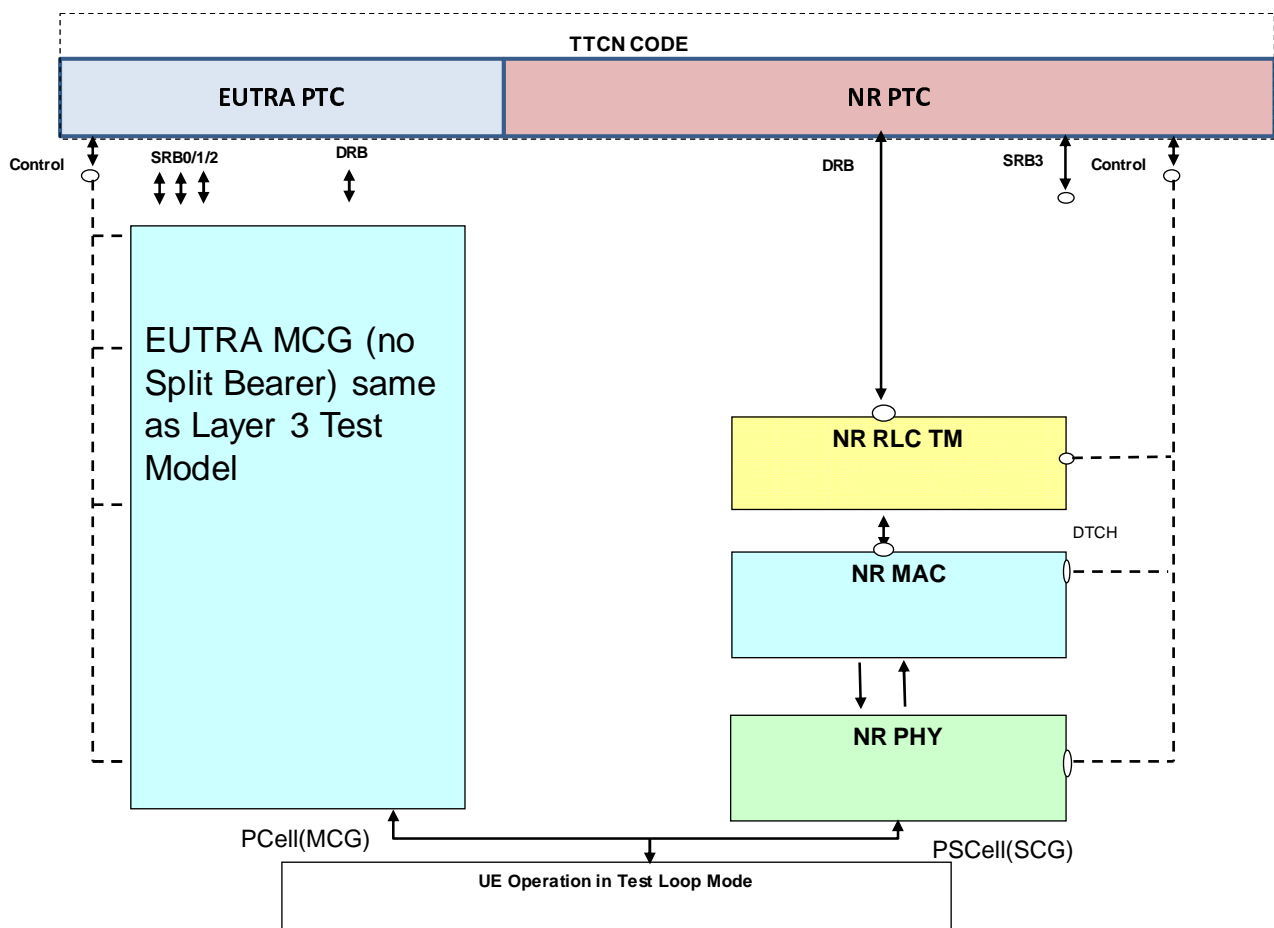 TTCN CODE
EUTRA PTC
NR PTC
Control
SRB0/1/2
DRB
DRB
SRB3
Control
EUTRA MCG (no
Split Bearer) same
as Layer 3 Test
Model
NR RLC TM
DTCH
NR MAC
NR PHY
PCell(MCG)
PSCell(SCG)
UE Operation in Test Loop Mode